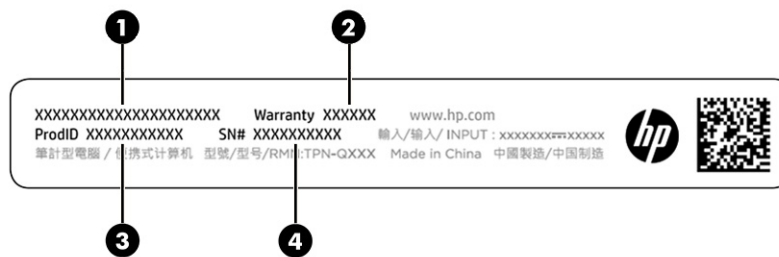 1 2
XXXXXXXXXXXXXXXXXXXXX Warranty XXXXXX www.hp.com
ProdID XXXXXXXXXXX SN# XXXXXXXXXX 輸入/输入/ INPUT : xxxxxxx⎓xxxxx hp
筆計型電腦 / 便携式计算机 型號/型号/RMN:TPN-QXXX Made in China 中國製造/中国制造
3 4